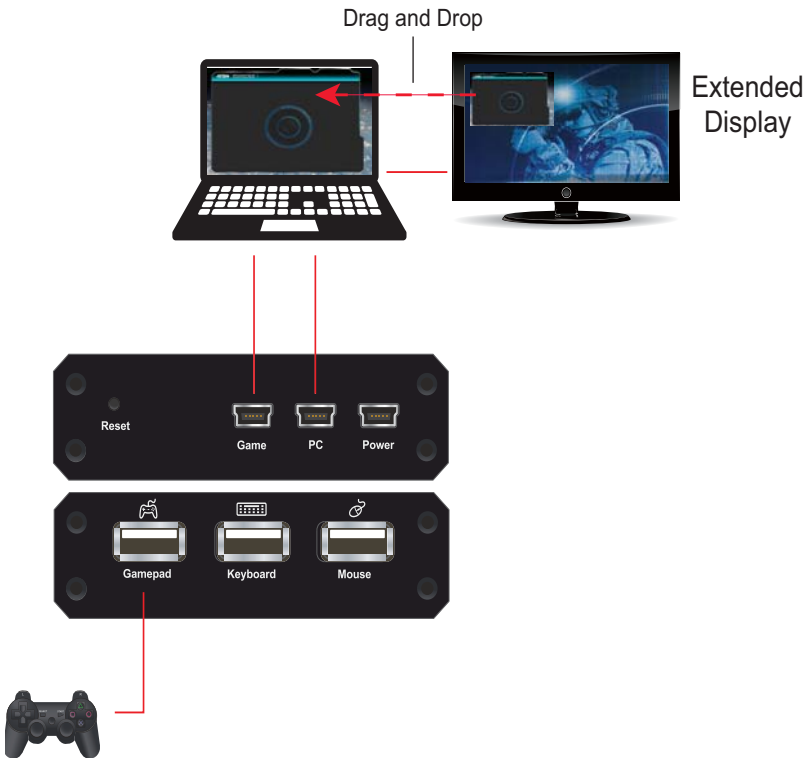 Drag and Drop
Extended
Display
Reset
Game
PC
Power
Gamepad
Keyboard
Mouse